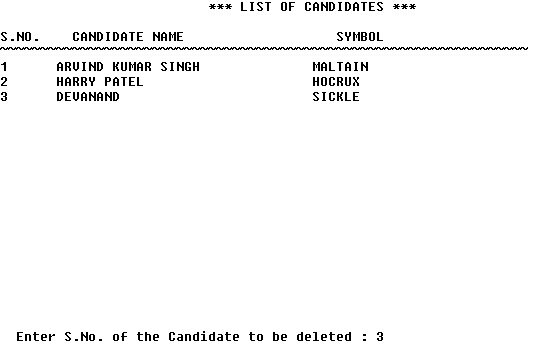 *** LIST OF CANDIDATES ***
S.NO. CANDIDATE NAME SYMBOL
~~~~~~~~~~~~~~~~~~~~~~~~~~~~~~~~~~~~~~~~~~~~~~~~~~~~~~~~~~~~~~~~~~
1 ARVIND KUMAR SINGH MALTAIN
2 HARRY PATEL HOCRUX
3 DEVANAND SICKLE
Enter S.No. of the Candidate to be deleted : 3